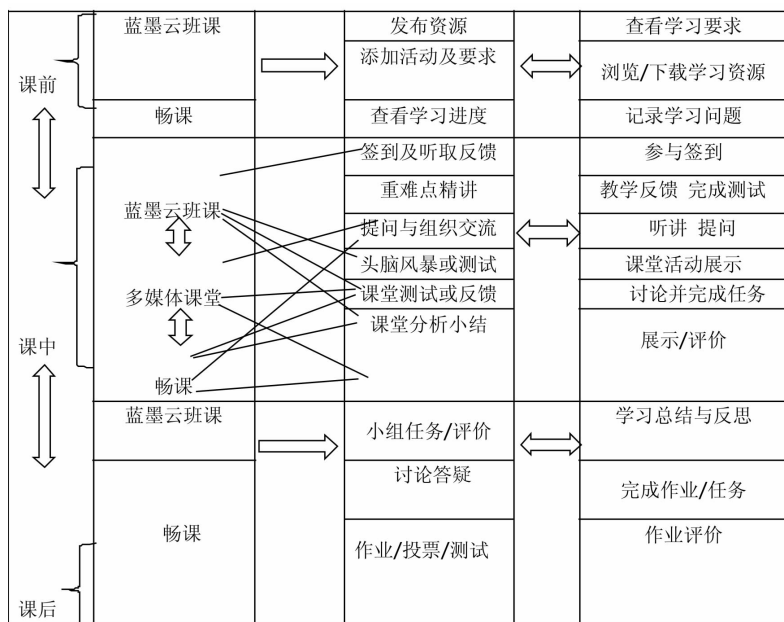 课前
课中
课后
蓝墨云班课
畅课
蓝墨云班课
多媒体课堂
畅课
蓝墨云班课
畅课
发布资源
添加活动及要求
查看学习进度
签到及听取反馈
重难点精讲
提问与组织交流
头脑风暴或测试
课堂测试或反馈
课堂分析小结
小组任务/评价
讨论答疑
作业/投票/测试
查看学习要求
浏览/下载学习资源
记录学习问题
参与签到
教学反馈 完成测试
听讲 提问
课堂活动展示
讨论并完成任务
展示/评价
学习总结与反思
完成作业/任务
作业评价